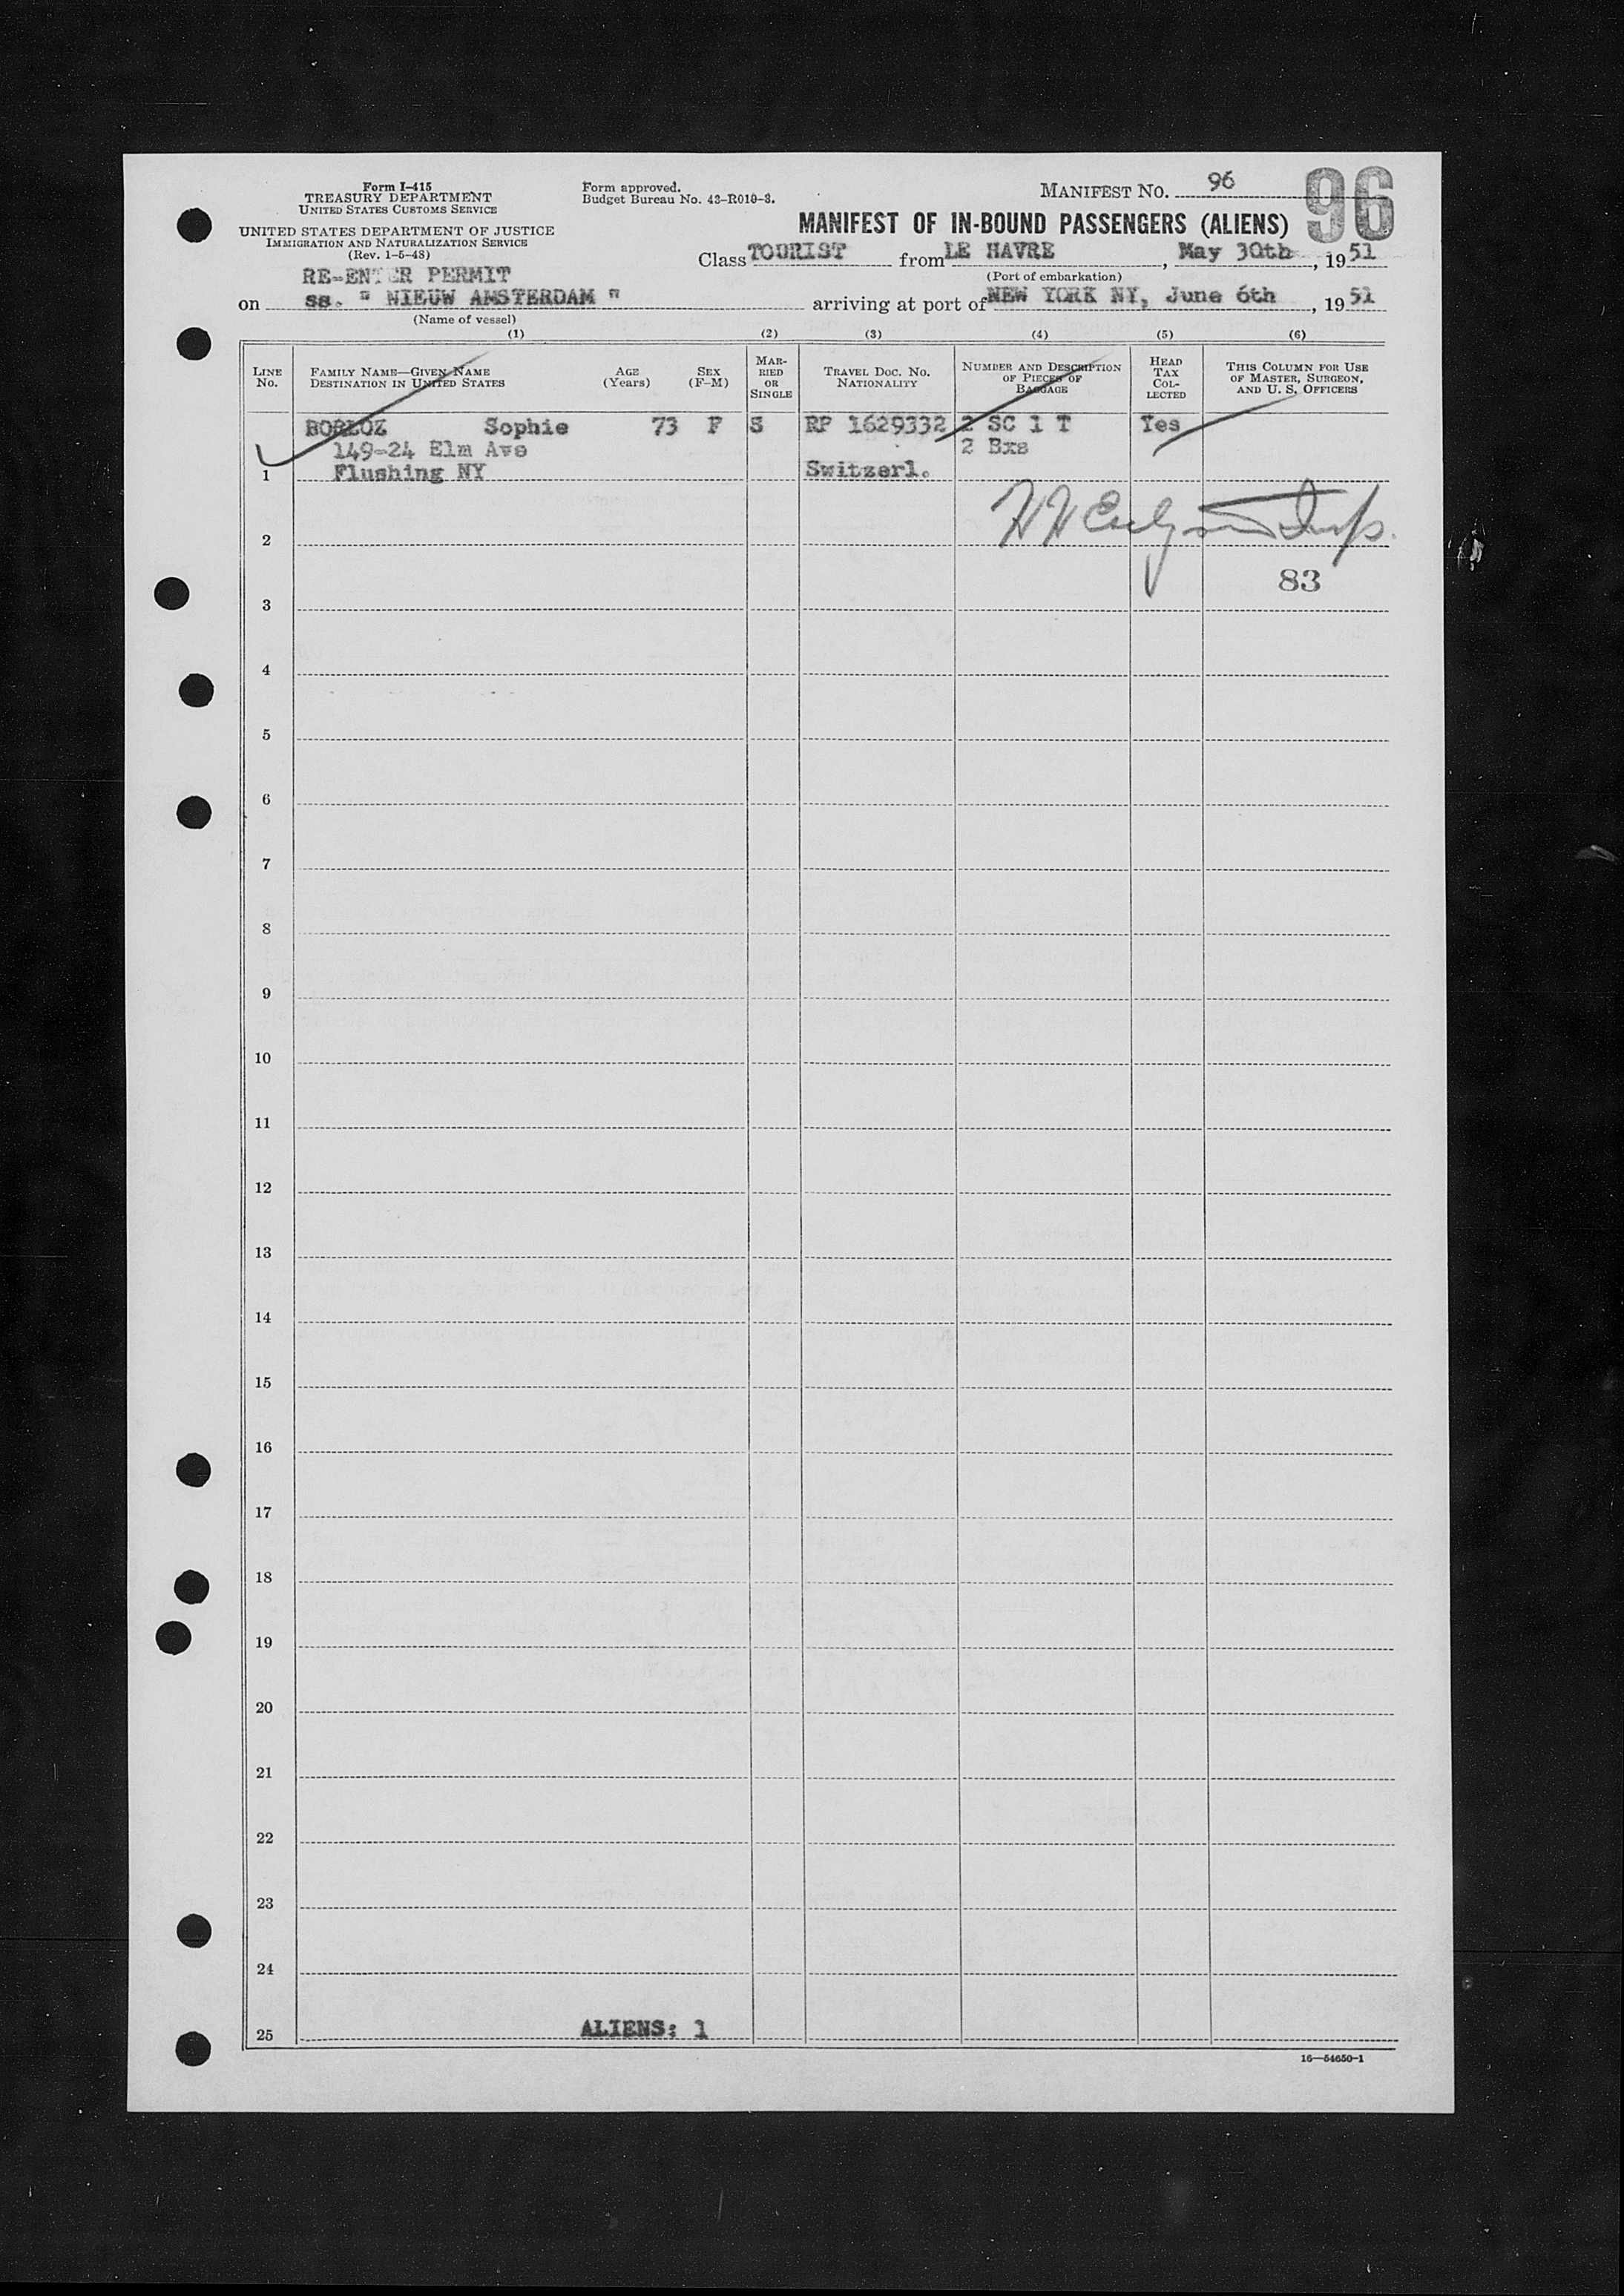 Form I-415
TREASURY DEPARTMENT
UNITED STATES CUSTOMS SERVICE
UNITED STATES DEPARTMENT OF JUSTICE
IMMIGRATION AND NATURALIZATION SERVICE
(Rev. 1-5-48)
Form approved.
Budget Bureau No. 43-R010-3.
MANIFEST NO. 96
96
MANIFEST OF IN-BOUND PASSENGERS (ALIENS)
Class TOURIST from LE HAVRE, May 30th, 1951
(Port of embarkation)
RE-ENTER PERMIT
on ss. " NIEUW AMSTERDAM " arriving at port of NEW YORK NY, June 6th, 1951
(Name of vessel)
(1) (2) (3) (4) (5) (6)
LINE No.
FAMILY NAME—GIVEN NAME
DESTINATION IN UNITED STATES
AGE (Years)
SEX (F-M)
MARRIED OR SINGLE
TRAVEL DOC. NO. NATIONALITY
NUMBER AND DESCRIPTION OF PIECES OF BAGGAGE
HEAD TAX COLLECTED
THIS COLUMN FOR USE OF MASTER, SURGEON, AND U. S. OFFICERS
BORLOZ Sophie 73 F S RP 1629332 2 SC 1 T Yes
149-24 Elm Ave 2 Bxs
1 Flushing NY Switzerl.
2
83
3
4
5
6
7
8
9
10
11
12
13
14
15
16
17
18
19
20
21
22
23
24
25 ALIENS: 1
16—54650-1